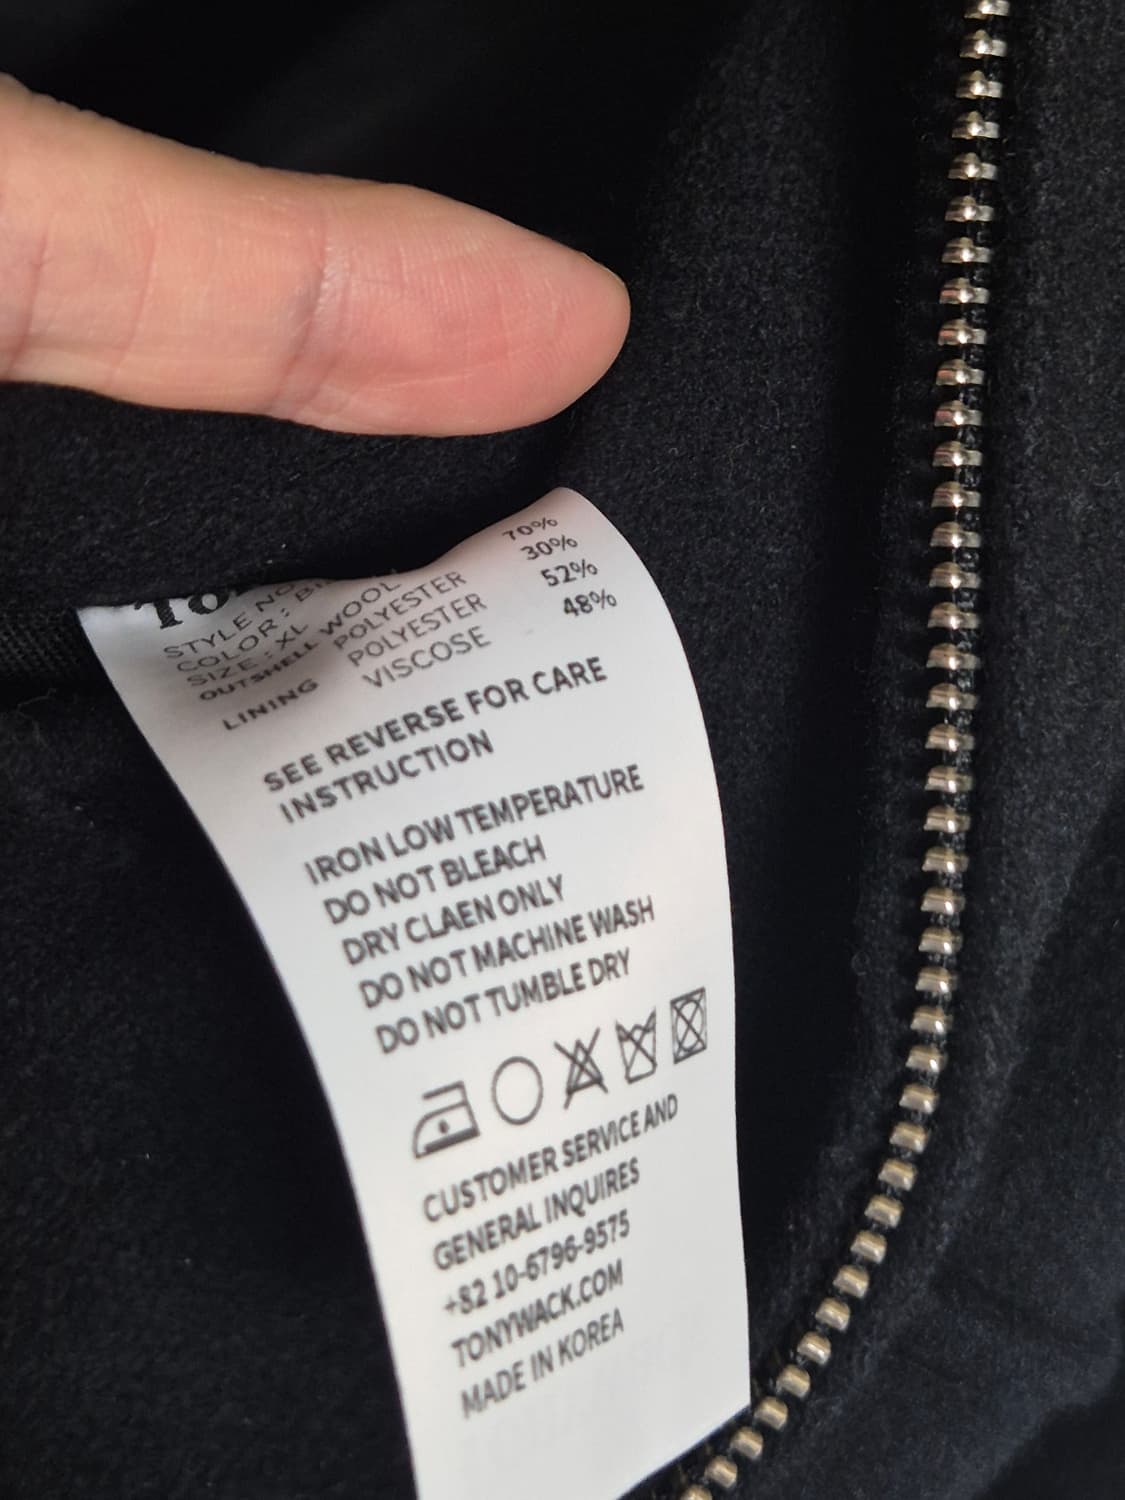 STYLE NO
COLOR :
SIZE : XL
OUTSHELL WOOL 70%
POLYESTER 30%
LINING POLYESTER 52%
VISCOSE 48%
SEE REVERSE FOR CARE
INSTRUCTION
IRON LOW TEMPERATURE
DO NOT BLEACH
DRY CLAEN ONLY
DO NOT MACHINE WASH
DO NOT TUMBLE DRY
CUSTOMER SERVICE AND
GENERAL INQUIRES
+82 10-6796-9575
TONYWACK.COM
MADE IN KOREA